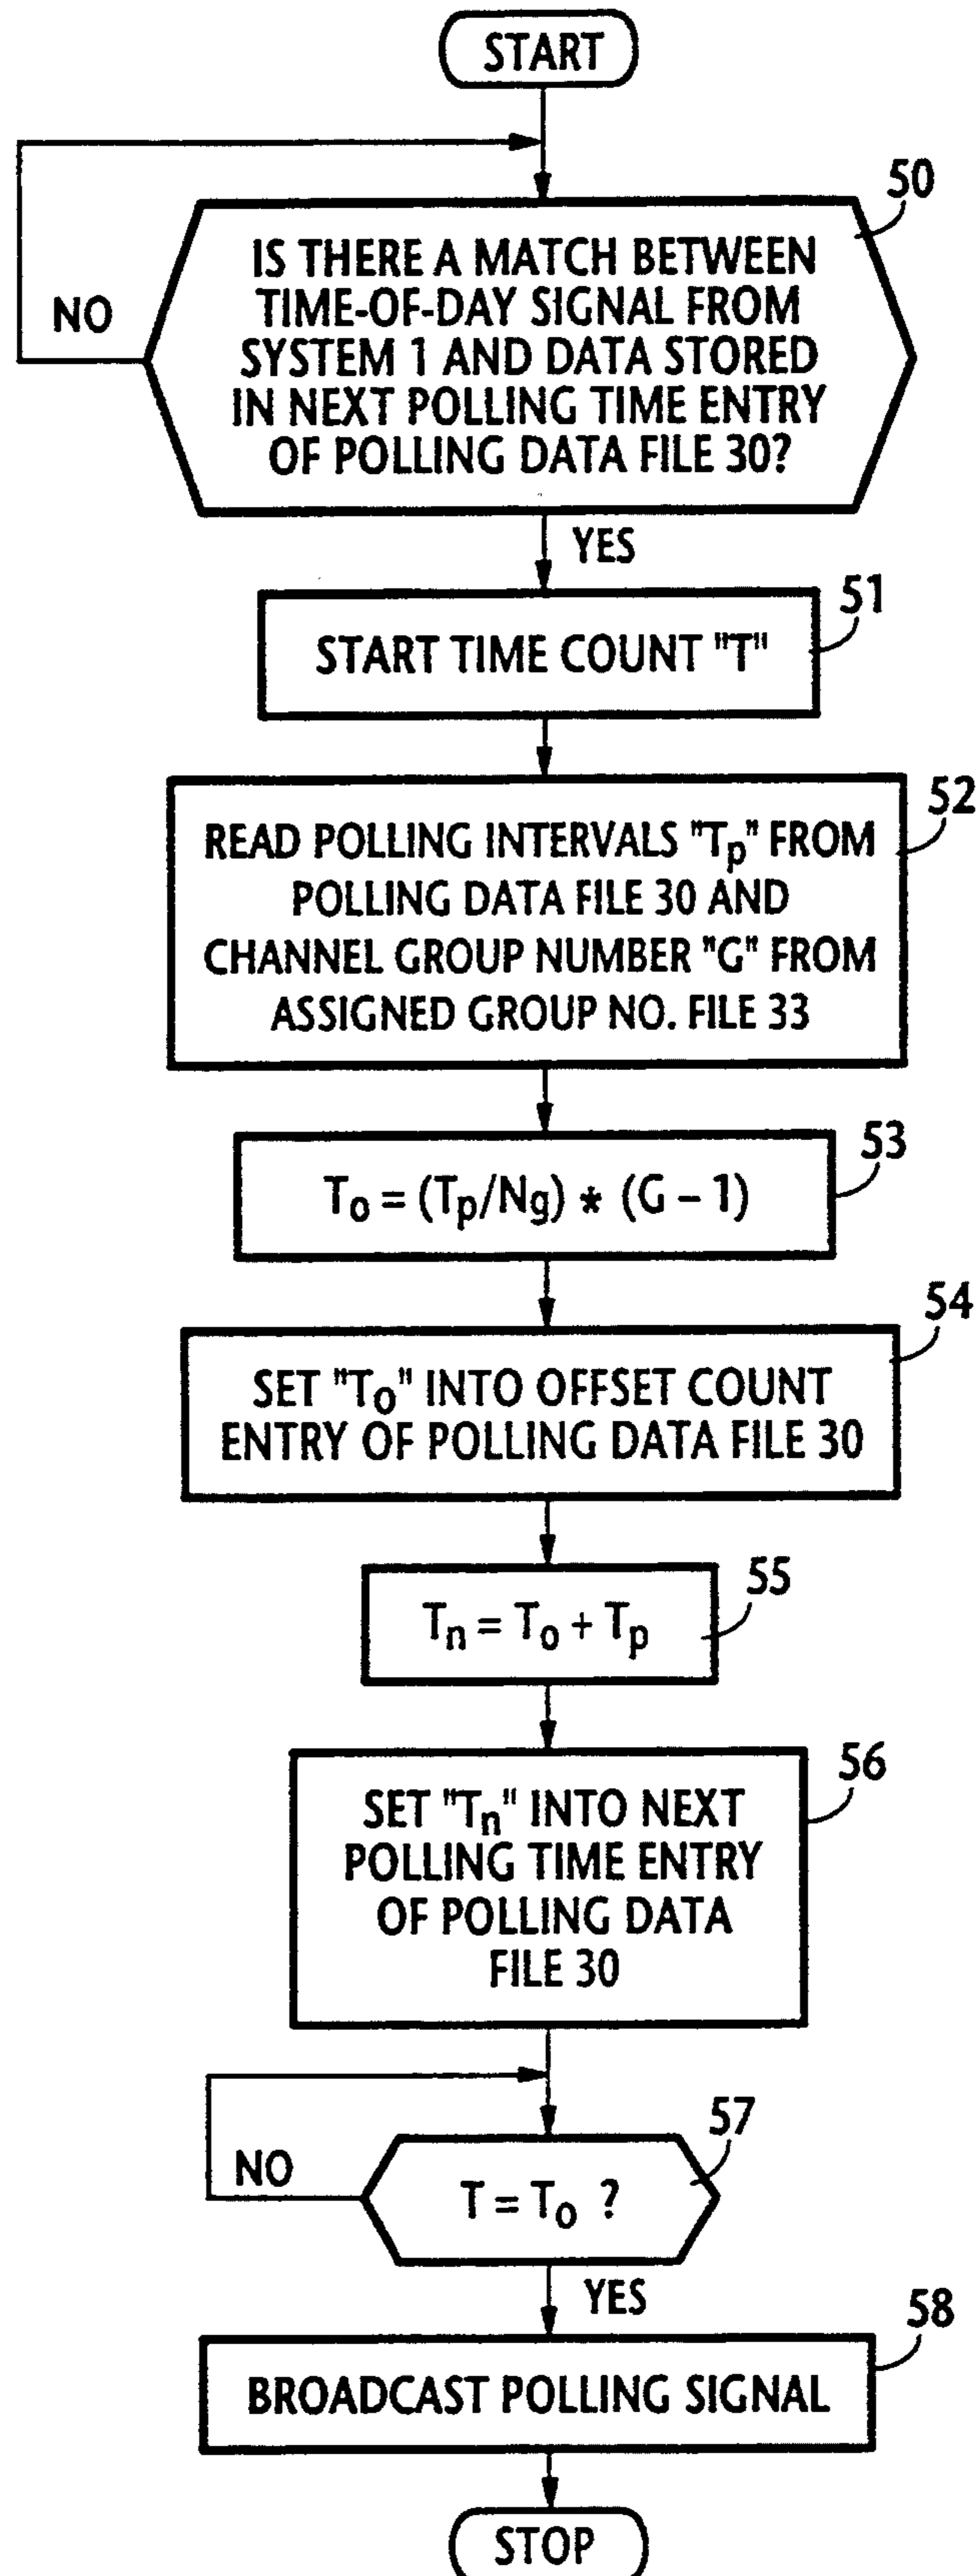 START
50
IS THERE A MATCH BETWEEN
TIME-OF-DAY SIGNAL FROM
SYSTEM 1 AND DATA STORED
IN NEXT POLLING TIME ENTRY
OF POLLING DATA FILE 30?
NO
YES
51
START TIME COUNT "T"
52
READ POLLING INTERVALS "Tp" FROM
POLLING DATA FILE 30 AND
CHANNEL GROUP NUMBER "G" FROM
ASSIGNED GROUP NO. FILE 33
53
To = (Tp/Ng) * (G – 1)
54
SET "To" INTO OFFSET COUNT
ENTRY OF POLLING DATA FILE 30
55
Tn = To + Tp
56
SET "Tn" INTO NEXT
POLLING TIME ENTRY
OF POLLING DATA
FILE 30
57
T = To ?
NO
YES
58
BROADCAST POLLING SIGNAL
STOP